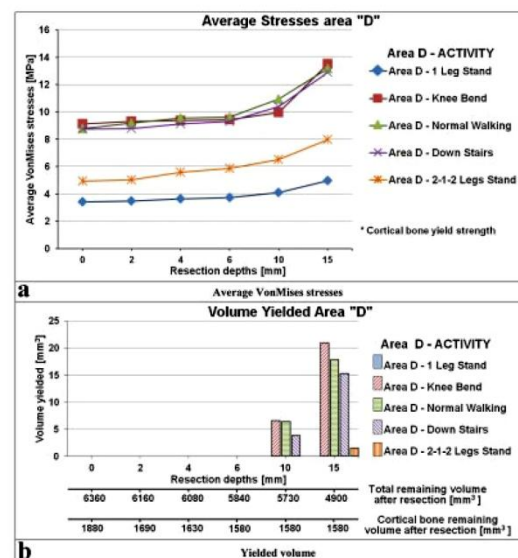 Average Stresses area "D"
16
14
12
10
8
6
4
2
0
Average VonMises stresses [MPa]
0 2 4 6 10 15
Resection depths [mm]
Area D - ACTIVITY
Area D - 1 Leg Stand
Area D - Knee Bend
Area D - Normal Walking
Area D - Down Stairs
Area D - 2-1-2 Legs Stand
* Cortical bone yield strength
a
Average VonMises stresses
Volume Yielded Area "D"
25
20
15
10
5
0
Volume yielded [mm³]
0 2 4 6 10 15
Resection depths [mm]
Area D - ACTIVITY
Area D - 1 Leg Stand
Area D - Knee Bend
Area D - Normal Walking
Area D - Down Stairs
Area D - 2-1-2 Legs Stand
6360 6160 6080 5840 5730 4900 Total remaining volume
after resection [mm³]
1880 1690 1630 1580 1580 1580 Cortical bone remaining
volume after resection [mm³]
b
Yielded volume